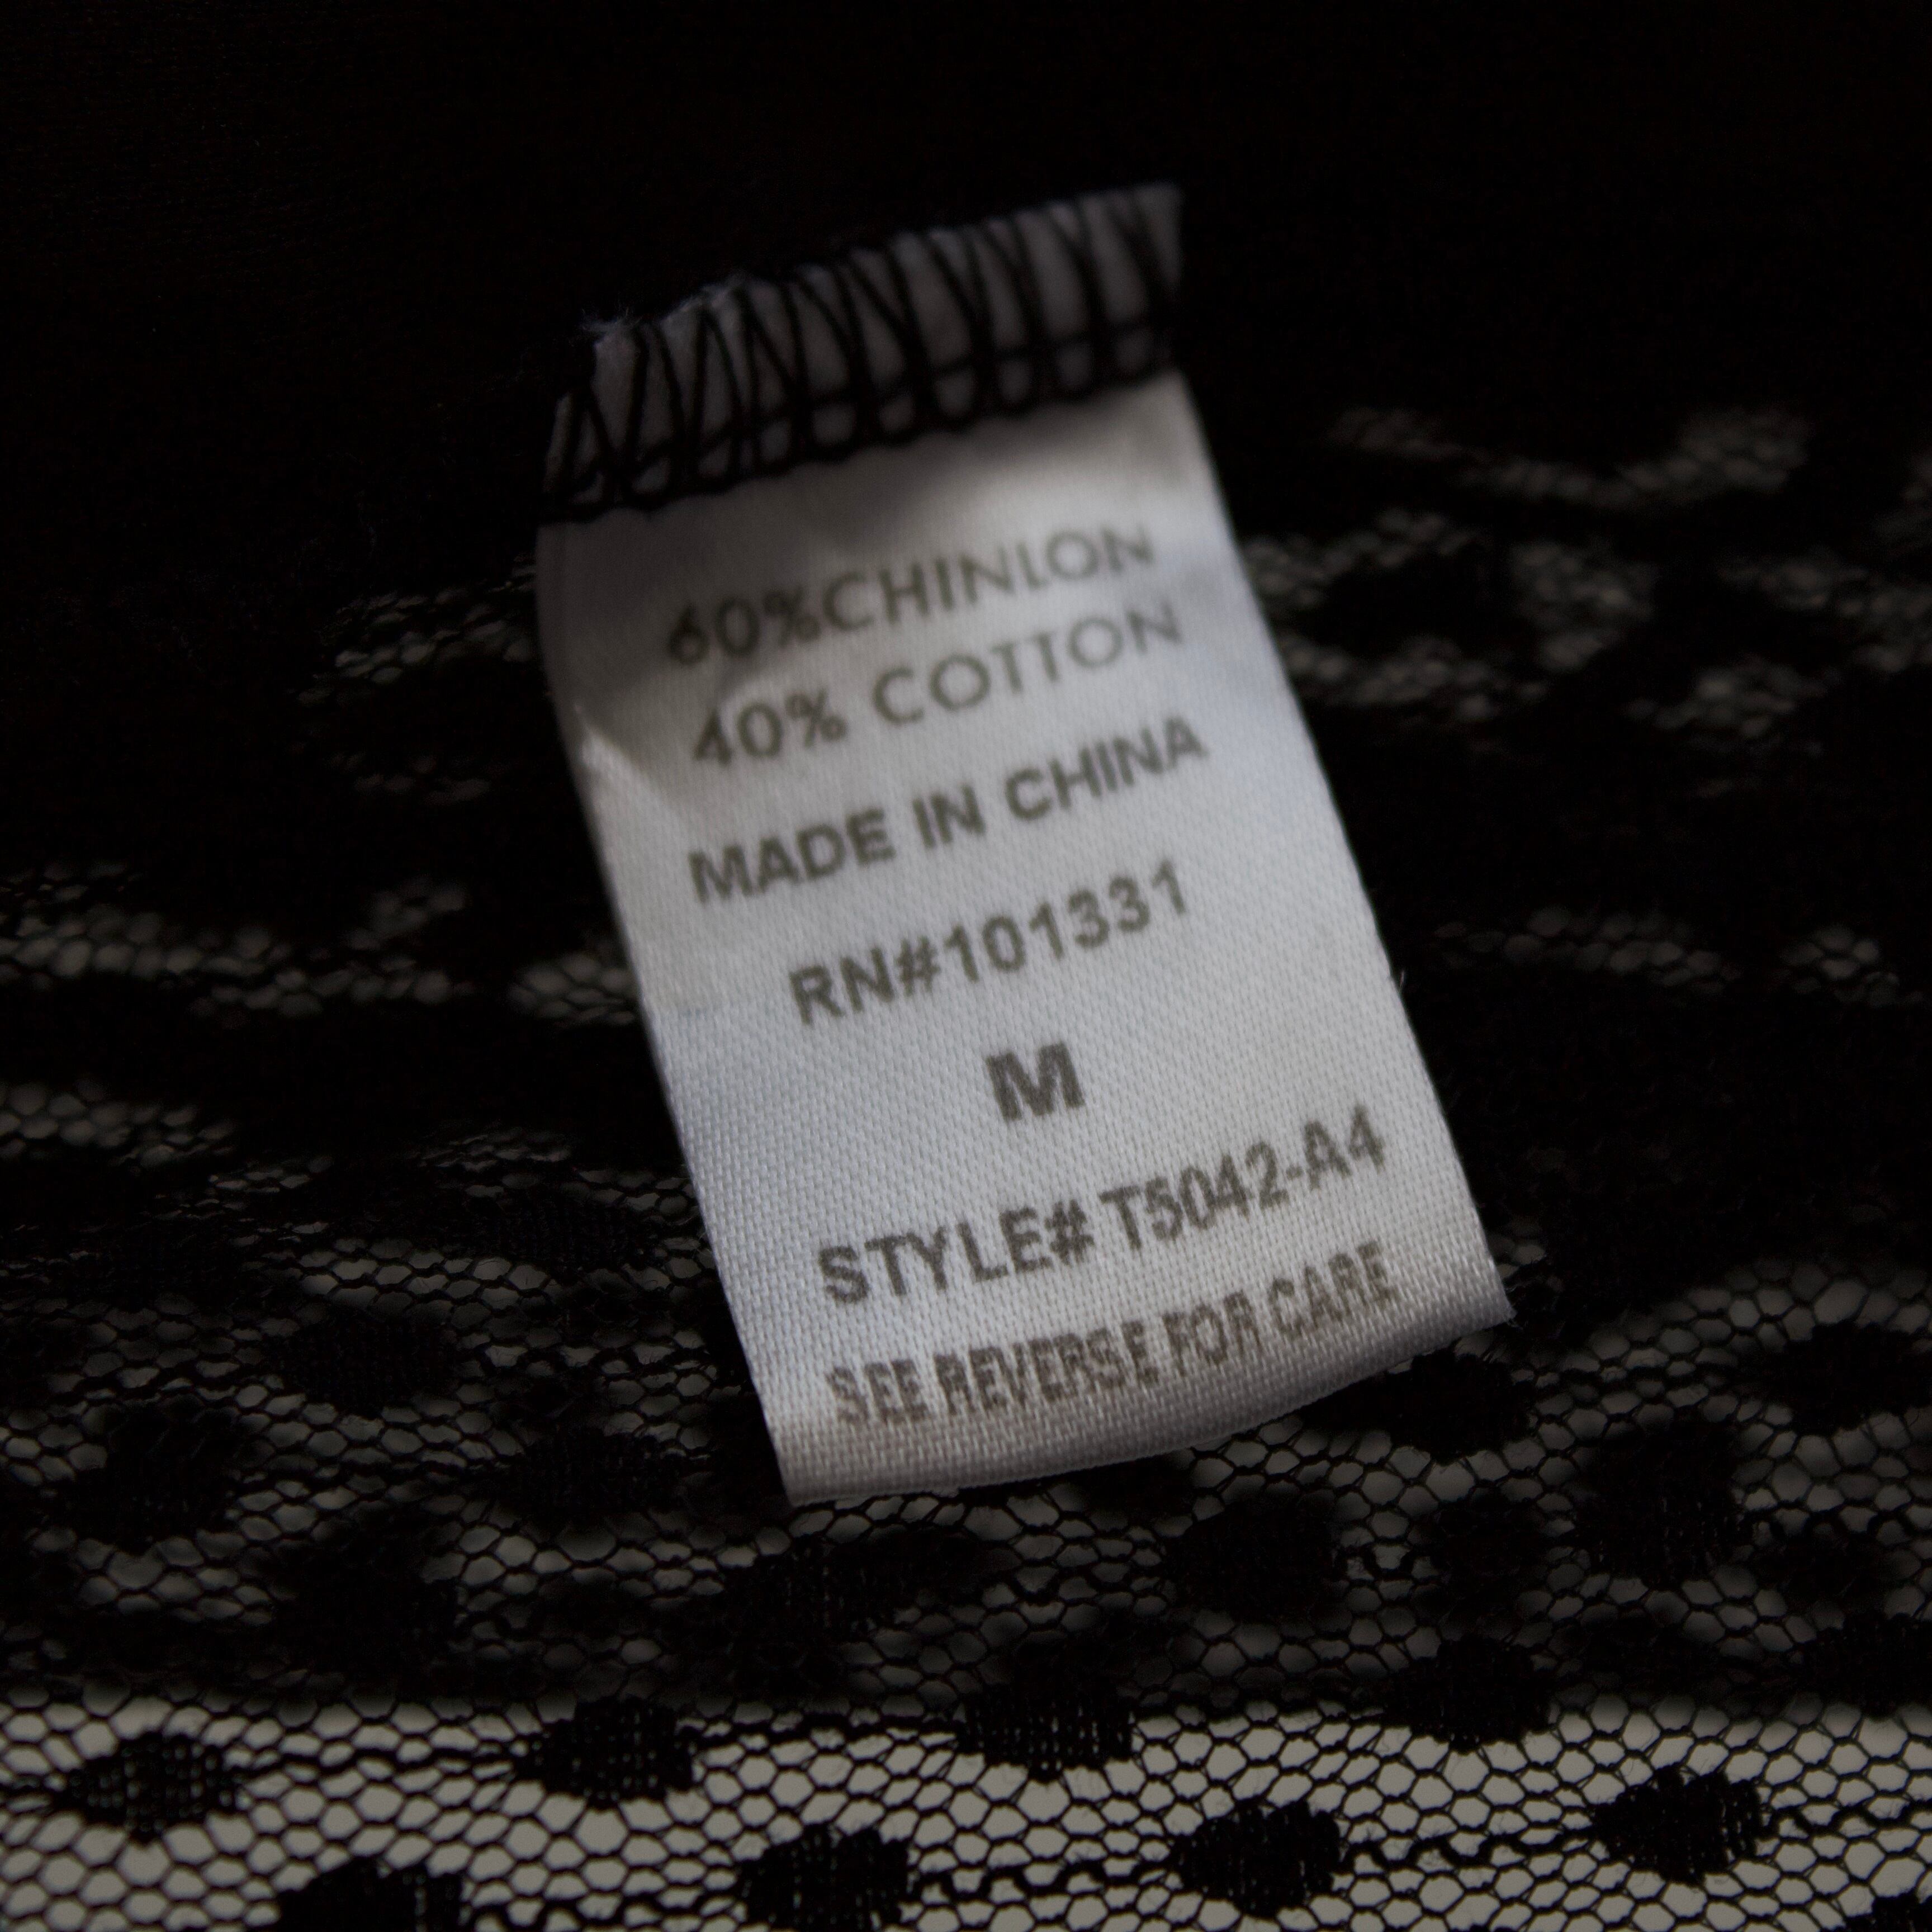 60%CHINLON
40% COTTON
MADE IN CHINA
RN#101331
M
STYLE# T5042-A4
SEE REVERSE FOR CARE